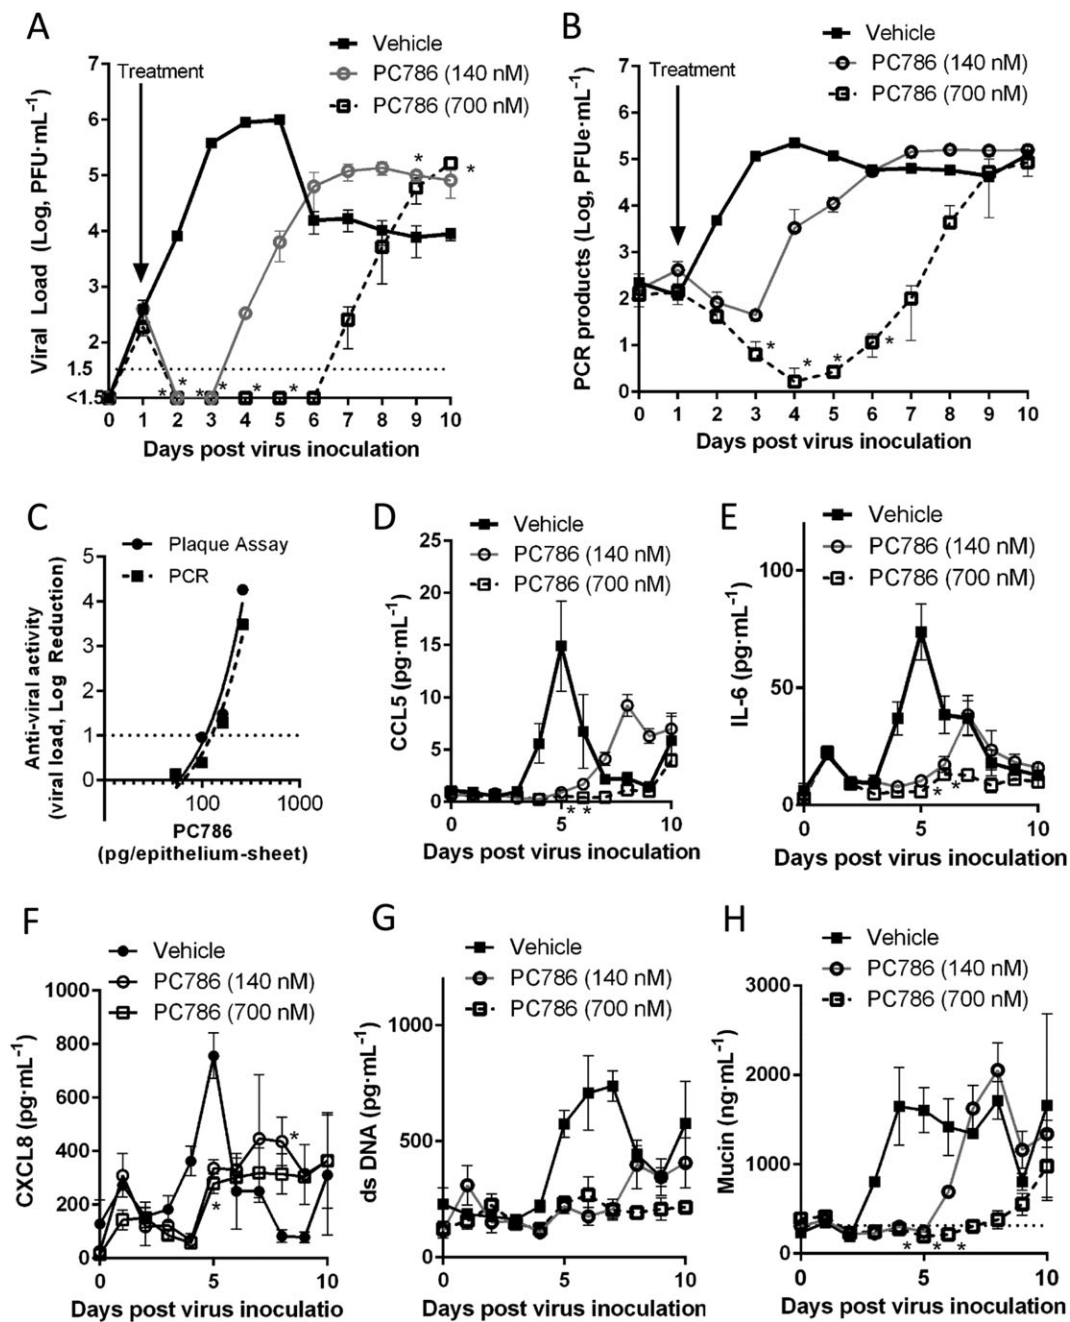 A
Vehicle
PC786 (140 nM)
PC786 (700 nM)
Treatment
Viral Load (Log, PFU·mL⁻¹)
7
6
5
4
3
2
1.5
<1.5
* * * * * * * *
0 1 2 3 4 5 6 7 8 9 10
Days post virus inoculation
B
Vehicle
PC786 (140 nM)
PC786 (700 nM)
Treatment
PCR products (Log, PFUe·mL⁻¹)
7
6
5
4
3
2
1
0
* * * *
0 1 2 3 4 5 6 7 8 9 10
Days post virus inoculation
C
Plaque Assay
PCR
Anti-viral activity
(viral load, Log Reduction)
5
4
3
2
1
0
100 1000
PC786
(pg/epithelium-sheet)
D
Vehicle
PC786 (140 nM)
PC786 (700 nM)
CCL5 (pg·mL⁻¹)
25
20
15
10
5
0
* *
0 5 10
Days post virus inoculation
E
Vehicle
PC786 (140 nM)
PC786 (700 nM)
IL-6 (pg·mL⁻¹)
100
50
0
* *
0 5 10
Days post virus inoculation
F
Vehicle
PC786 (140 nM)
PC786 (700 nM)
CXCL8 (pg·mL⁻¹)
1000
800
600
400
200
0
* *
0 5 10
Days post virus inoculatio
G
Vehicle
PC786 (140 nM)
PC786 (700 nM)
ds DNA (pg·mL⁻¹)
1000
500
0
0 5 10
Days post virus inoculation
H
Vehicle
PC786 (140 nM)
PC786 (700 nM)
Mucin (ng·mL⁻¹)
3000
2000
1000
0
* * *
0 5 10
Days post virus inoculation